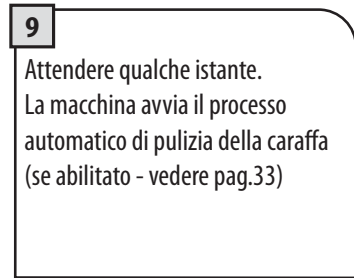 9
Attendere qualche istante.
La macchina avvia il processo
automatico di pulizia della caraffa
(se abilitato - vedere pag.33)